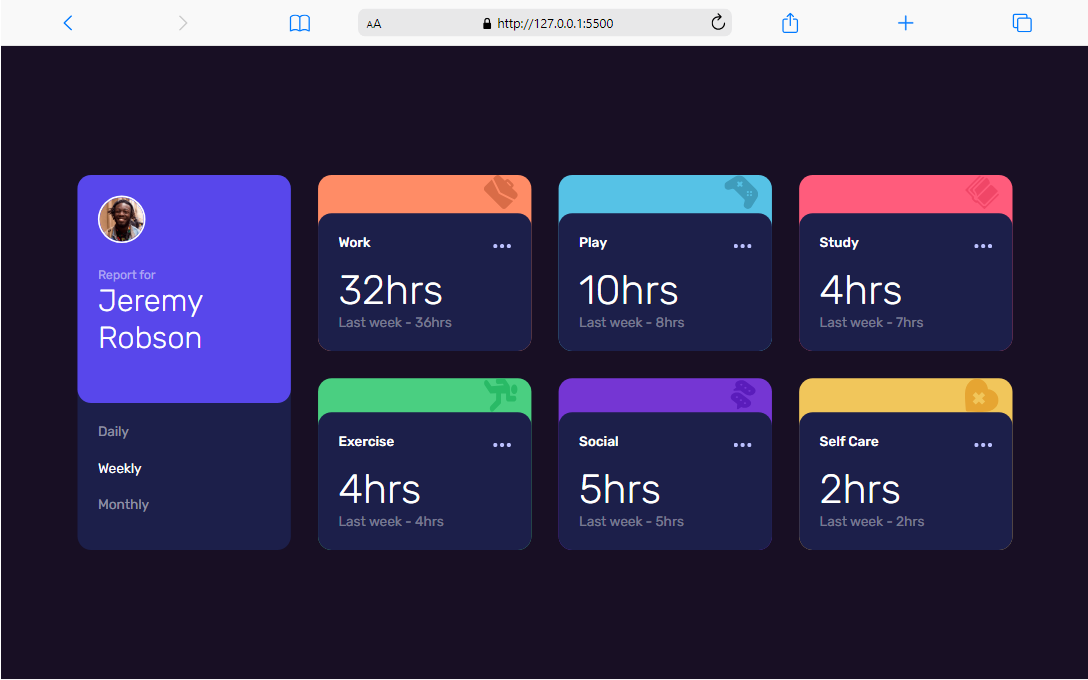 AA http://127.0.0.1:5500
Report for
Jeremy
Robson
Daily
Weekly
Monthly
Work
32hrs
Last week - 36hrs
Play
10hrs
Last week - 8hrs
Study
4hrs
Last week - 7hrs
Exercise
4hrs
Last week - 4hrs
Social
5hrs
Last week - 5hrs
Self Care
2hrs
Last week - 2hrs